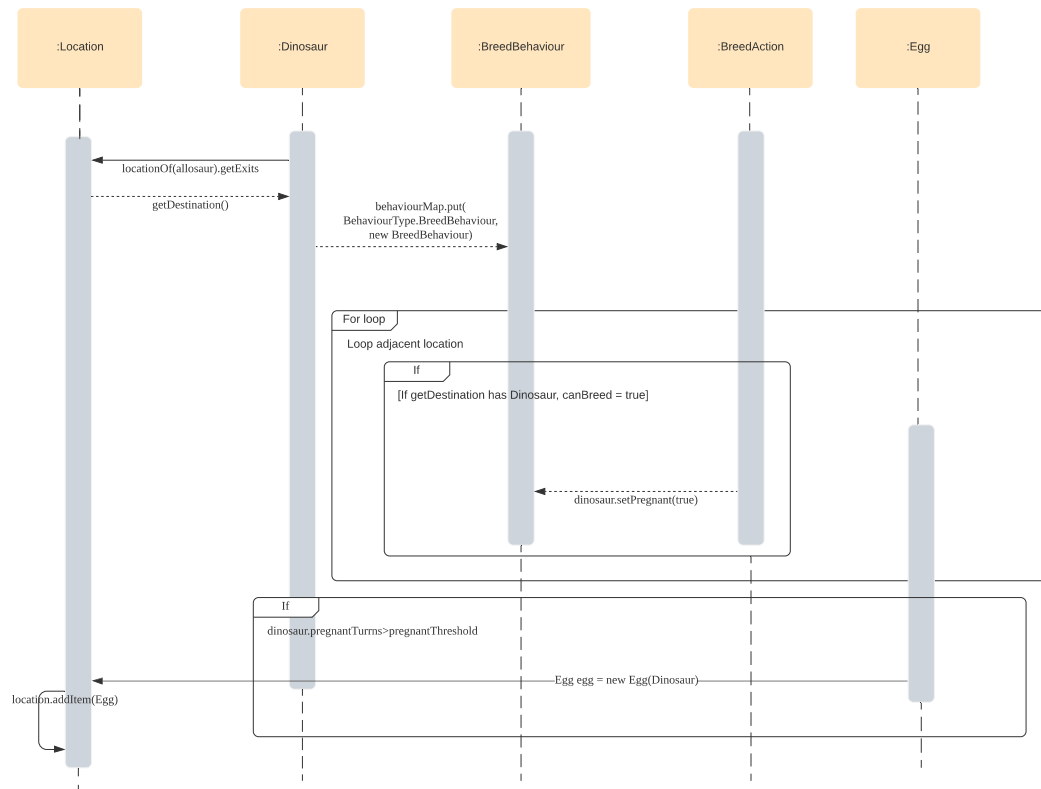 :Location
:Dinosaur
:BreedBehaviour
:BreedAction
:Egg
locationOf(allosaur).getExits
getDestination()
behaviourMap.put(
BehaviourType.BreedBehaviour,
new BreedBehaviour)
For loop
Loop adjacent location
If
[If getDestination has Dinosaur, canBreed = true]
dinosaur.setPregnant(true)
If
dinosaur.pregnantTurrns>pregnantThreshold
Egg egg = new Egg(Dinosaur)
location.addItem(Egg)